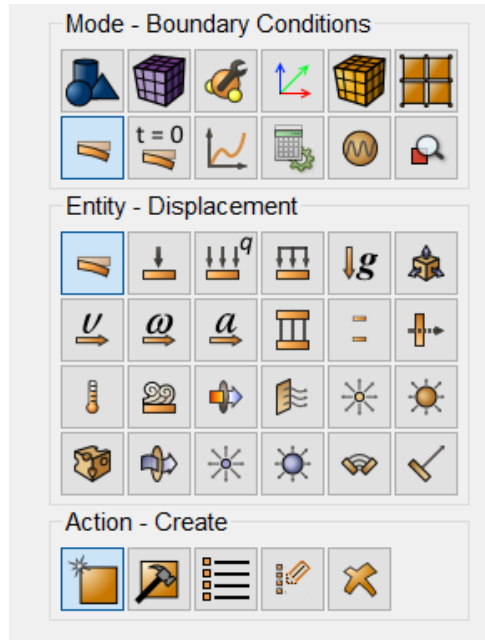 Mode - Boundary Conditions
t = 0
Entity - Displacement
q
g
υ ω a
Action - Create